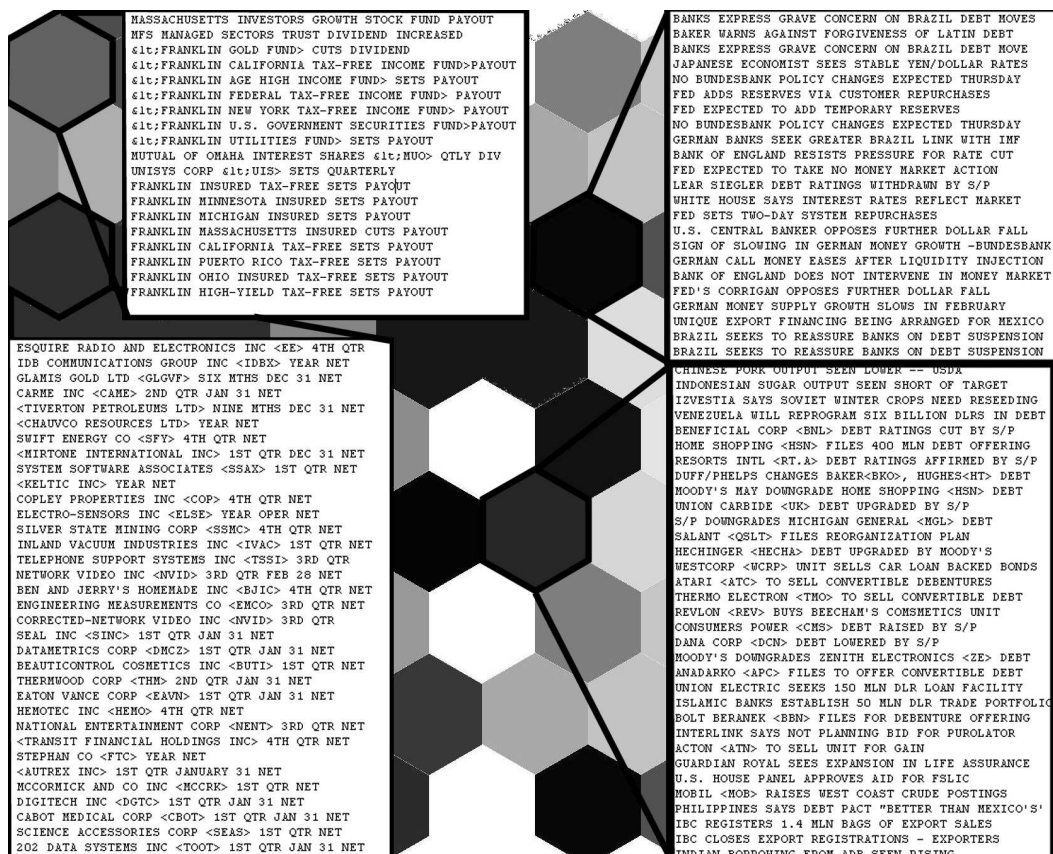 MASSACHUSETTS INVESTORS GROWTH STOCK FUND PAYOUT
MFS MANAGED SECTORS TRUST DIVIDEND INCREASED
&lt;FRANKLIN GOLD FUND> CUTS DIVIDEND
&lt;FRANKLIN CALIFORNIA TAX-FREE INCOME FUND>PAYOUT
&lt;FRANKLIN AGE HIGH INCOME FUND> SETS PAYOUT
&lt;FRANKLIN FEDERAL TAX-FREE INCOME FUND> PAYOUT
&lt;FRANKLIN NEW YORK TAX-FREE INCOME FUND> PAYOUT
&lt;FRANKLIN U.S. GOVERNMENT SECURITIES FUND>PAYOUT
&lt;FRANKLIN UTILITIES FUND> SETS PAYOUT
MUTUAL OF OMAHA INTEREST SHARES &lt;MUO> QTLY DIV
UNISYS CORP &lt;UIS> SETS QUARTERLY
FRANKLIN INSURED TAX-FREE SETS PAYOUT
FRANKLIN MINNESOTA INSURED SETS PAYOUT
FRANKLIN MICHIGAN INSURED SETS PAYOUT
FRANKLIN MASSACHUSETTS INSURED CUTS PAYOUT
FRANKLIN CALIFORNIA TAX-FREE SETS PAYOUT
FRANKLIN PUERTO RICO TAX-FREE SETS PAYOUT
FRANKLIN OHIO INSURED TAX-FREE SETS PAYOUT
FRANKLIN HIGH-YIELD TAX-FREE SETS PAYOUT
BANKS EXPRESS GRAVE CONCERN ON BRAZIL DEBT MOVES
BAKER WARNS AGAINST FORGIVENESS OF LATIN DEBT
BANKS EXPRESS GRAVE CONCERN ON BRAZIL DEBT MOVE
JAPANESE ECONOMIST SEES STABLE YEN/DOLLAR RATES
NO BUNDESBANK POLICY CHANGES EXPECTED THURSDAY
FED ADDS RESERVES VIA CUSTOMER REPURCHASES
FED EXPECTED TO ADD TEMPORARY RESERVES
NO BUNDESBANK POLICY CHANGES EXPECTED THURSDAY
GERMAN BANKS SEEK GREATER BRAZIL LINK WITH IMF
BANK OF ENGLAND RESISTS PRESSURE FOR RATE CUT
FED EXPECTED TO TAKE NO MONEY MARKET ACTION
LEAR SIEGLER DEBT RATINGS WITHDRAWN BY S/P
WHITE HOUSE SAYS INTEREST RATES REFLECT MARKET
FED SETS TWO-DAY SYSTEM REPURCHASES
U.S. CENTRAL BANKER OPPOSES FURTHER DOLLAR FALL
SIGN OF SLOWING IN GERMAN MONEY GROWTH -BUNDESBANK
GERMAN CALL MONEY EASES AFTER LIQUIDITY INJECTION
BANK OF ENGLAND DOES NOT INTERVENE IN MONEY MARKET
FED'S CORRIGAN OPPOSES FURTHER DOLLAR FALL
GERMAN MONEY SUPPLY GROWTH SLOWS IN FEBRUARY
UNIQUE EXPORT FINANCING BEING ARRANGED FOR MEXICO
BRAZIL SEEKS TO REASSURE BANKS ON DEBT SUSPENSION
BRAZIL SEEKS TO REASSURE BANKS ON DEBT SUSPENSION
ESQUIRE RADIO AND ELECTRONICS INC <EE> 4TH QTR
IDB COMMUNICATIONS GROUP INC <IDBX> YEAR NET
GLAMIS GOLD LTD <GLGVF> SIX MTHS DEC 31 NET
CARME INC <CAME> 2ND QTR JAN 31 NET
<TIVERTON PETROLEUMS LTD> NINE MTHS DEC 31 NET
<CHAUVCO RESOURCES LTD> YEAR NET
SWIFT ENERGY CO <SFY> 4TH QTR NET
<MIRTONE INTERNATIONAL INC> 1ST QTR DEC 31 NET
SYSTEM SOFTWARE ASSOCIATES <SSAX> 1ST QTR NET
<KELTIC INC> YEAR NET
COPLEY PROPERTIES INC <COP> 4TH QTR NET
ELECTRO-SENSORS INC <ELSE> YEAR OPER NET
SILVER STATE MINING CORP <SSMC> 4TH QTR NET
INLAND VACUUM INDUSTRIES INC <IVAC> 1ST QTR NET
TELEPHONE SUPPORT SYSTEMS INC <TSSI> 3RD QTR
NETWORK VIDEO INC <NVID> 3RD QTR FEB 28 NET
BEN AND JERRY'S HOMEMADE INC <BJIC> 4TH QTR NET
ENGINEERING MEASUREMENTS CO <EMCO> 3RD QTR NET
CORRECTED-NETWORK VIDEO INC <NVID> 3RD QTR
SEAL INC <SINC> 1ST QTR JAN 31 NET
DATAMETRICS CORP <DMCZ> 1ST QTR JAN 31 NET
BEAUTICONTROL COSMETICS INC <BUTI> 1ST QTR NET
THERMWOOD CORP <THM> 2ND QTR JAN 31 NET
EATON VANCE CORP <EAVN> 1ST QTR JAN 31 NET
HEMOTEC INC <HEMO> 4TH QTR NET
NATIONAL ENTERTAINMENT CORP <NENT> 3RD QTR NET
<TRANSIT FINANCIAL HOLDINGS INC> 4TH QTR NET
STEPHAN CO <FTC> YEAR NET
<AUTREX INC> 1ST QTR JANUARY 31 NET
MCCORMICK AND CO INC <MCCRK> 1ST QTR NET
DIGITECH INC <DGTC> 1ST QTR JAN 31 NET
CABOT MEDICAL CORP <CBOT> 1ST QTR JAN 31 NET
SCIENCE ACCESSORIES CORP <SEAS> 1ST QTR NET
202 DATA SYSTEMS INC <TOOT> 1ST QTR JAN 31 NET
CHINESE PORK OUTPUT SEEN LOWER -- USDA
INDONESIAN SUGAR OUTPUT SEEN SHORT OF TARGET
IZVESTIA SAYS SOVIET WINTER CROPS NEED RESEEDING
VENEZUELA WILL REPROGRAM SIX BILLION DLRS IN DEBT
BENEFICIAL CORP <BNL> DEBT RATINGS CUT BY S/P
HOME SHOPPING <HSN> FILES 400 MLN DEBT OFFERING
RESORTS INTL <RT.A> DEBT RATINGS AFFIRMED BY S/P
DUFF/PHELPS CHANGES BAKER<BKO>, HUGHES<HT> DEBT
MOODY'S MAY DOWNGRADE HOME SHOPPING <HSN> DEBT
UNION CARBIDE <UK> DEBT UPGRADED BY S/P
S/P DOWNGRADES MICHIGAN GENERAL <MGL> DEBT
SALANT <QSLT> FILES REORGANIZATION PLAN
HECHINGER <HECHA> DEBT UPGRADED BY MOODY'S
WESTCORP <WCRP> UNIT SELLS CAR LOAN BACKED BONDS
ATARI <ATC> TO SELL CONVERTIBLE DEBENTURES
THERMO ELECTRON <TMO> TO SELL CONVERTIBLE DEBT
REVLON <REV> BUYS BEECHAM'S COMSMETICS UNIT
CONSUMERS POWER <CMS> DEBT RAISED BY S/P
DANA CORP <DCN> DEBT LOWERED BY S/P
MOODY'S DOWNGRADES ZENITH ELECTRONICS <ZE> DEBT
ANADARKO <APC> FILES TO OFFER CONVERTIBLE DEBT
UNION ELECTRIC SEEKS 150 MLN DLR LOAN FACILITY
ISLAMIC BANKS ESTABLISH 50 MLN DLR TRADE PORTFOLIO
BOLT BERANEK <BBN> FILES FOR DEBENTURE OFFERING
INTERLINK SAYS NOT PLANNING BID FOR PUROLATOR
ACTON <ATN> TO SELL UNIT FOR GAIN
GUARDIAN ROYAL SEES EXPANSION IN LIFE ASSURANCE
U.S. HOUSE PANEL APPROVES AID FOR FSLIC
MOBIL <MOB> RAISES WEST COAST CRUDE POSTINGS
PHILIPPINES SAYS DEBT PACT "BETTER THAN MEXICO'S'
IBC REGISTERS 1.4 MLN BAGS OF EXPORT SALES
IBC CLOSES EXPORT REGISTRATIONS - EXPORTERS
INDIAN BORROWING FROM ADB SEEN RISING